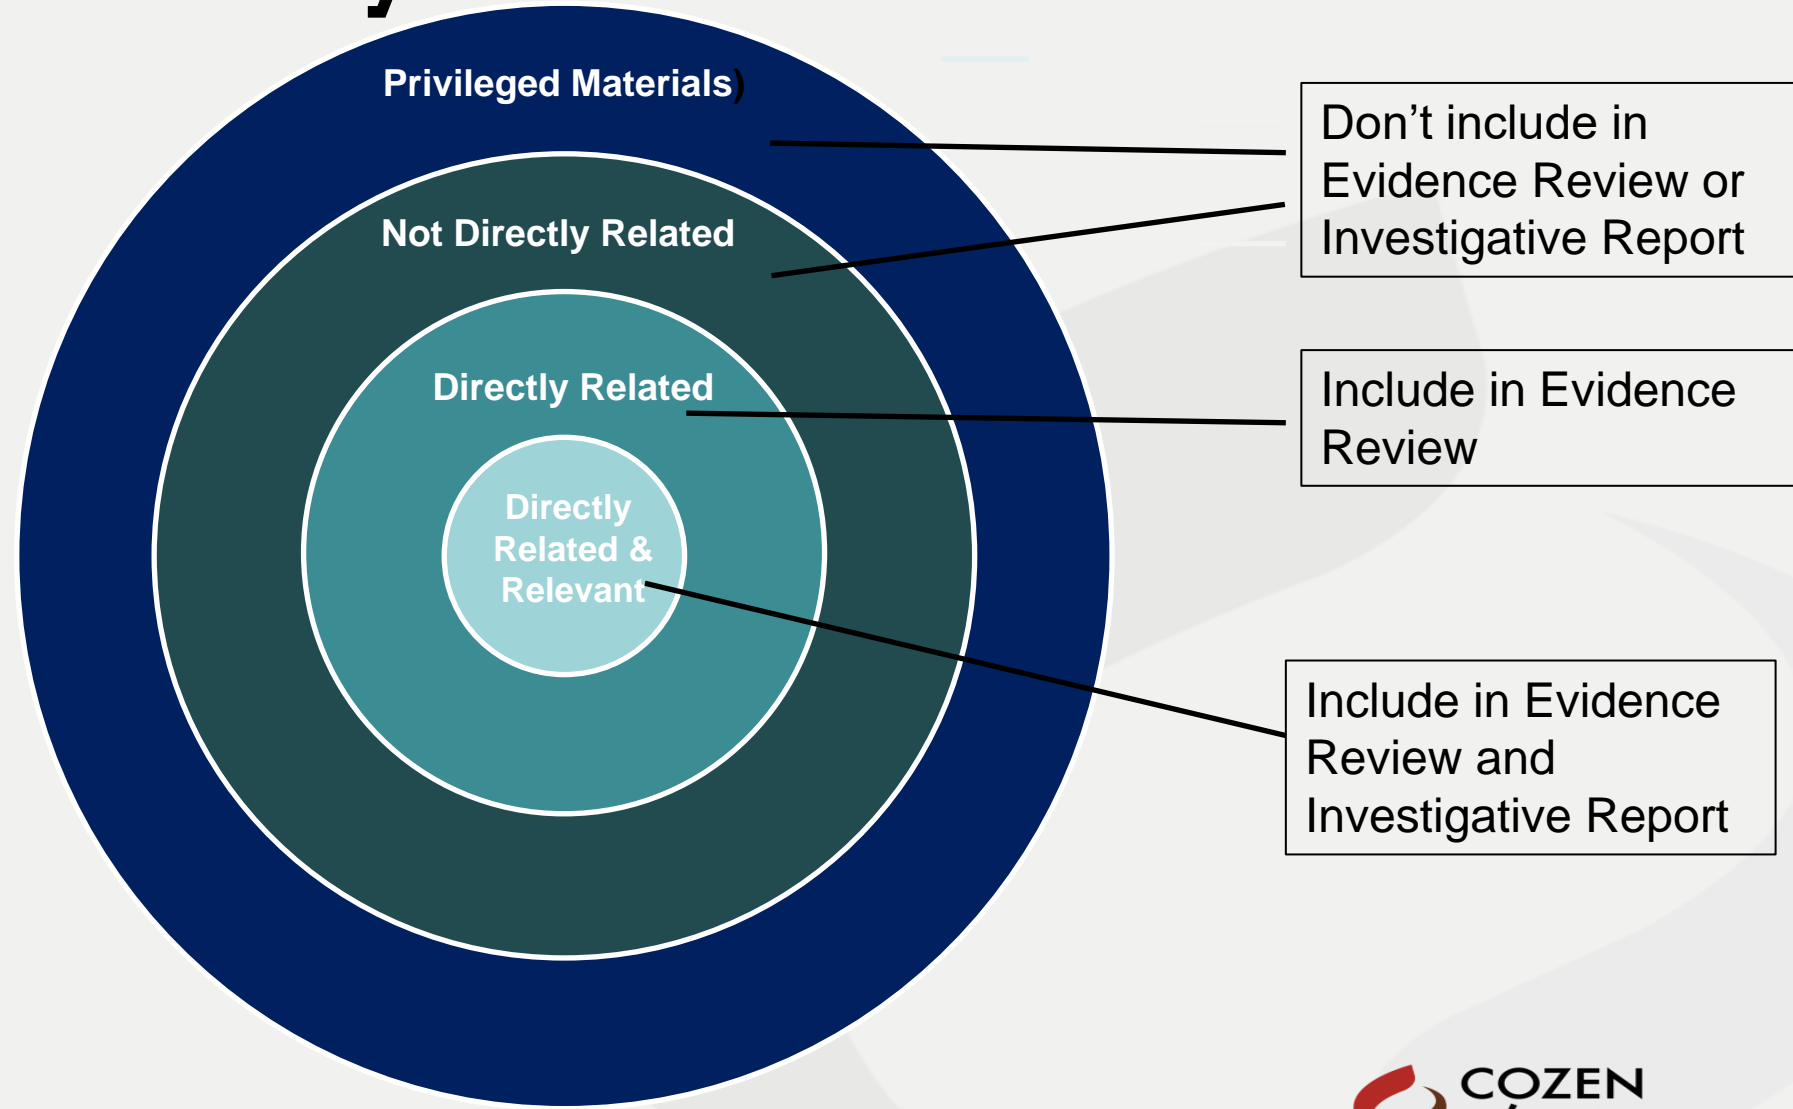 Privileged Materials)
Not Directly Related
Directly Related
Directly
Related &
Relevant
Don’t include in
Evidence Review or
Investigative Report
Include in Evidence
Review
Include in Evidence
Review and
Investigative Report
COZEN